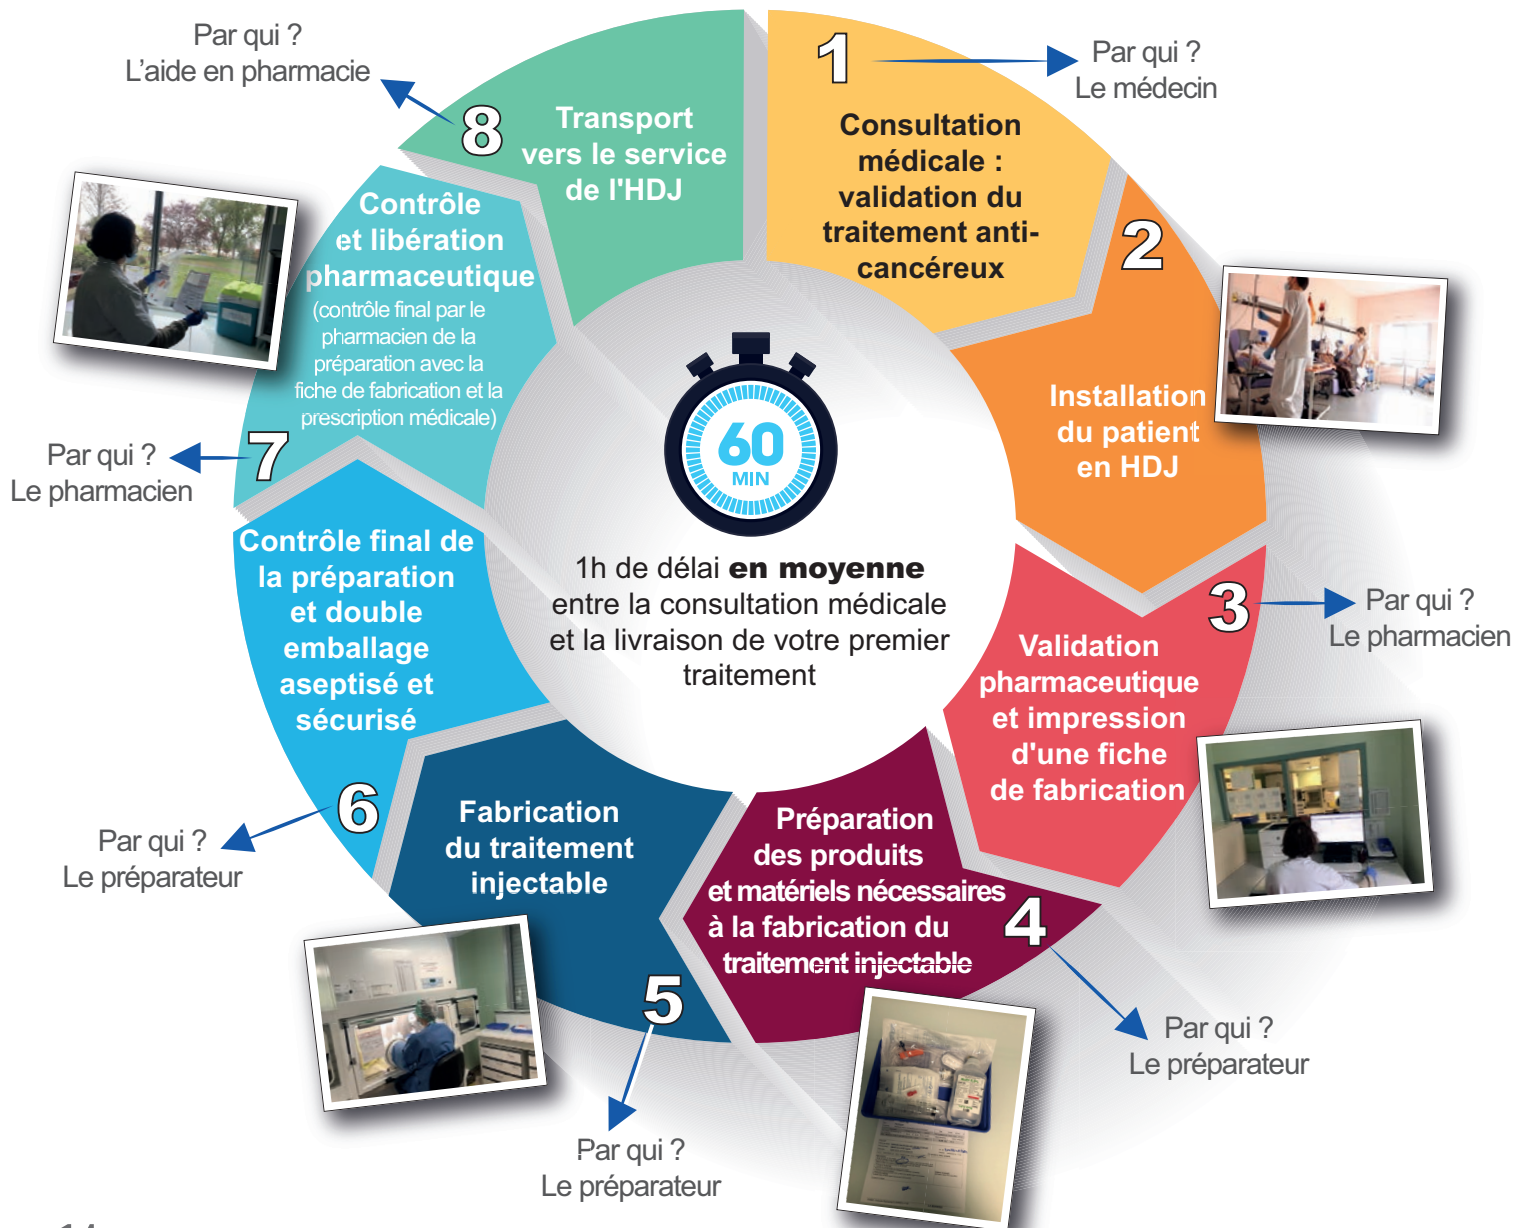 1
Par qui ?
Le médecin
Consultation
médicale :
validation du
traitement anti-
cancéreux
2
Installation
du patient
en HDJ
3
Par qui ?
Le pharmacien
Validation
pharmaceutique
et impression
d'une fiche
de fabrication
4
Par qui ?
Le préparateur
Préparation
des produits
et matériels nécessaires
à la fabrication du
traitement injectable
5
Par qui ?
Le préparateur
Fabrication
du traitement
injectable
6
Par qui ?
Le préparateur
Contrôle final de
la préparation
et double
emballage
aseptisé et
sécurisé
7
Par qui ?
Le pharmacien
Contrôle
et libération
pharmaceutique
(contrôle final par le
pharmacien de la
préparation avec la
fiche de fabrication et la
prescription médicale)
8
Par qui ?
L'aide en pharmacie
Transport
vers le service
de l'HDJ
60
MIN
1h de délai en moyenne
entre la consultation médicale
et la livraison de votre premier
traitement